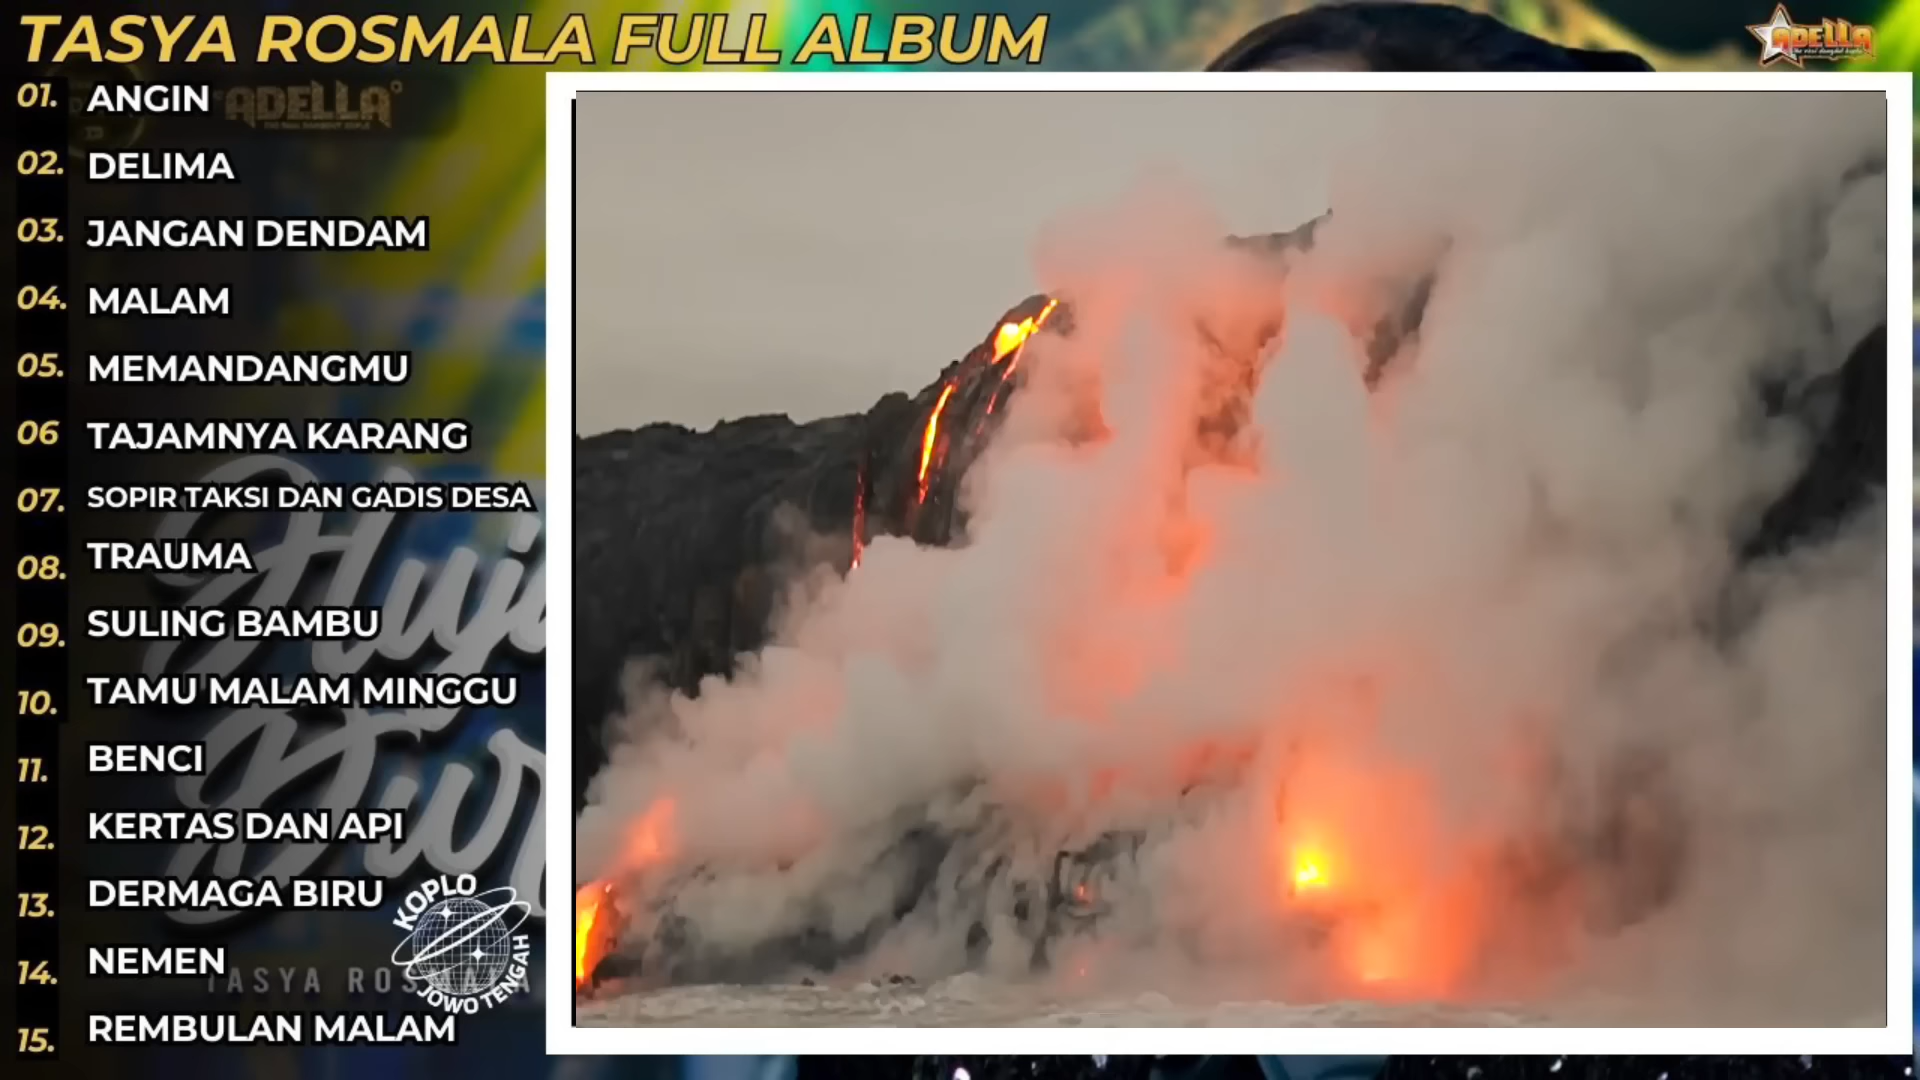 TASYA ROSMALA FULL ALBUM
ADELLA
01. ANGIN
ADELLA
02. DELIMA
03. JANGAN DENDAM
04. MALAM
05. MEMANDANGMU
06 TAJAMNYA KARANG
07. SOPIR TAKSI DAN GADIS DESA
08. TRAUMA
09. SULING BAMBU
10. TAMU MALAM MINGGU
11. BENCI
12. KERTAS DAN API
13. DERMAGA BIRU
KOPLO
JOWO TENGAH
14. NEMEN
15. REMBULAN MALAM